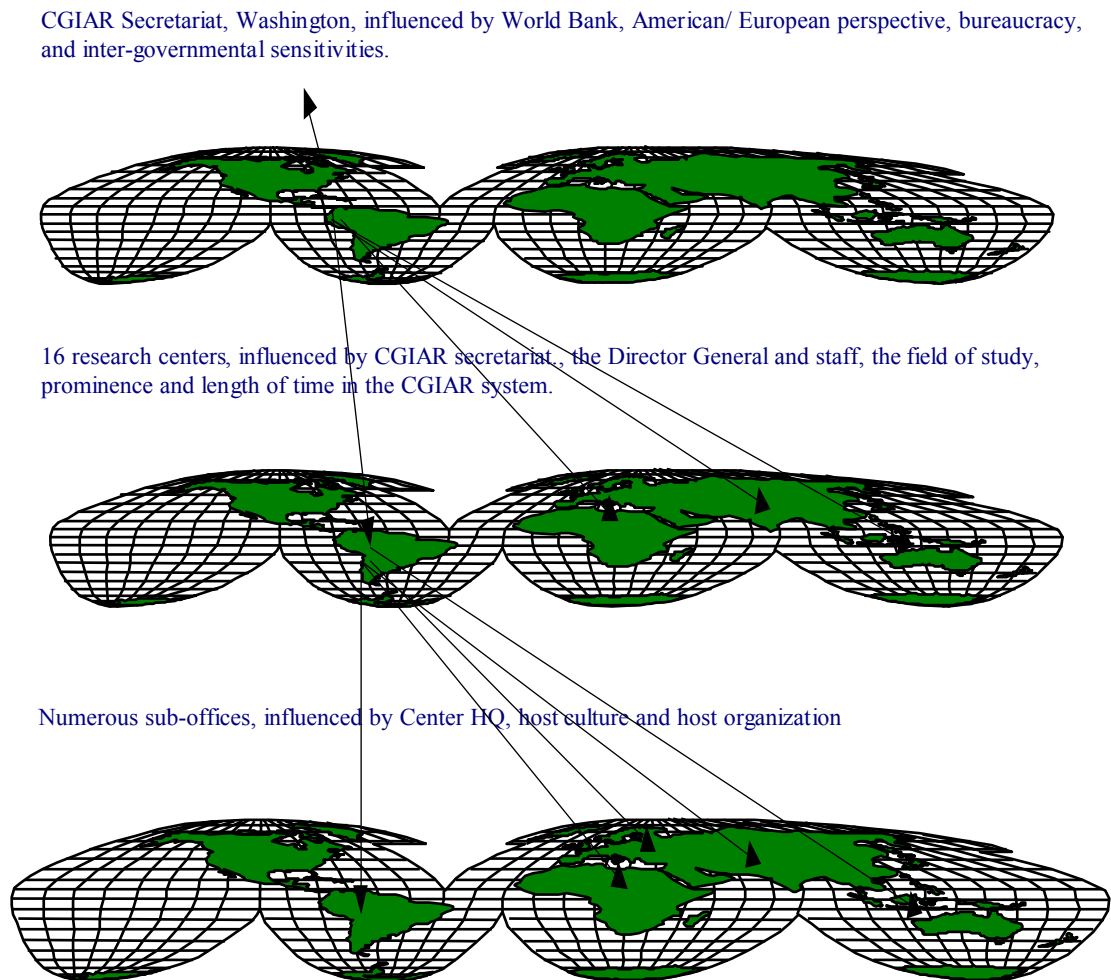 CGIAR Secretariat, Washington, influenced by World Bank, American/ European perspective, bureaucracy,
and inter-governmental sensitivities.
16 research centers, influenced by CGIAR secretariat., the Director General and staff, the field of study,
prominence and length of time in the CGIAR system.
Numerous sub-offices, influenced by Center HQ, host culture and host organization